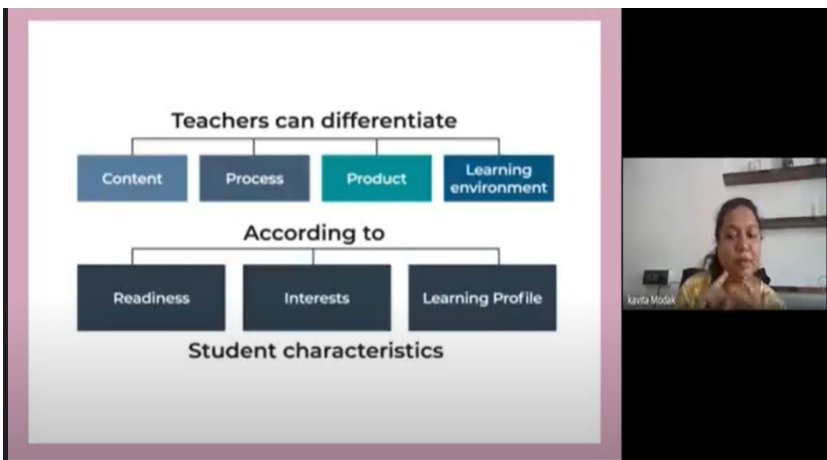 Teachers can differentiate
Content
Process
Product
Learning
environment
According to
Readiness
Interests
Learning Profile
Student characteristics
kavita Modak